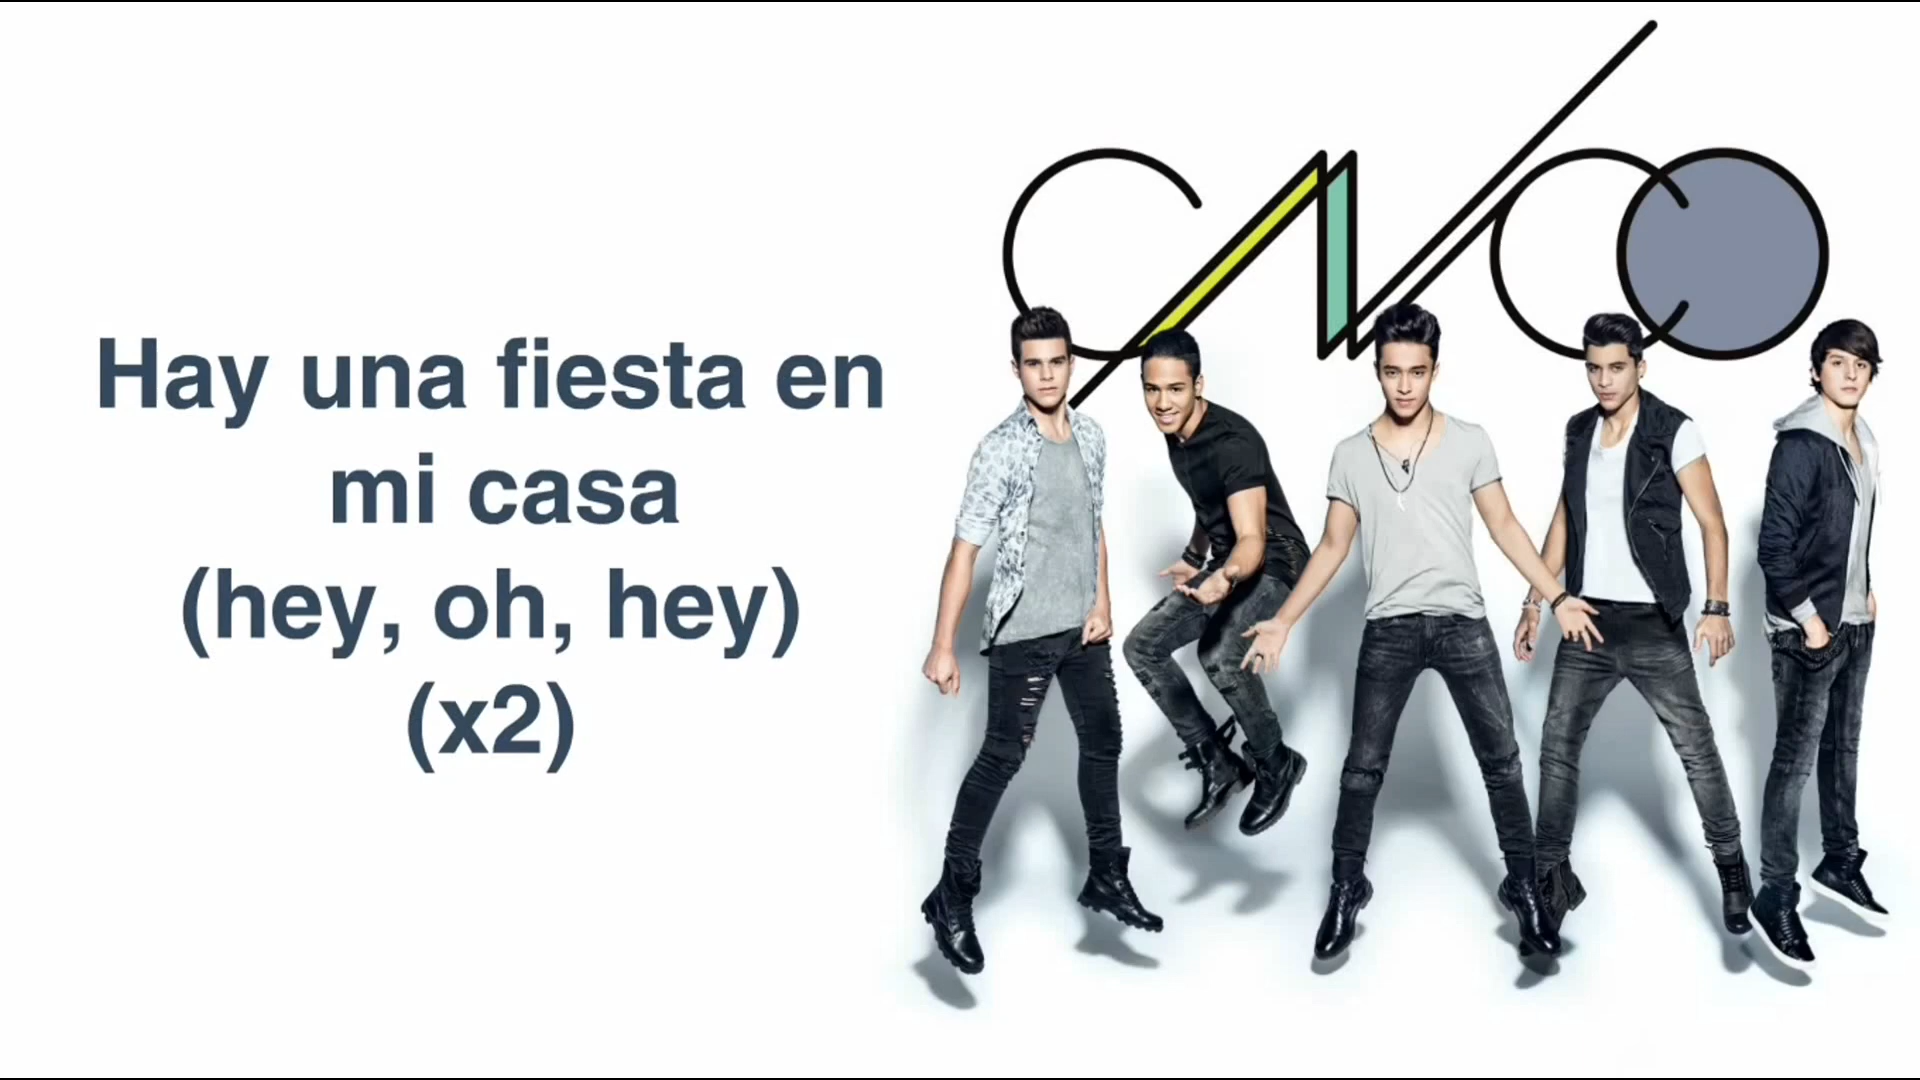 CNCO
Hay una fiesta en
mi casa
(hey, oh, hey)
(x2)